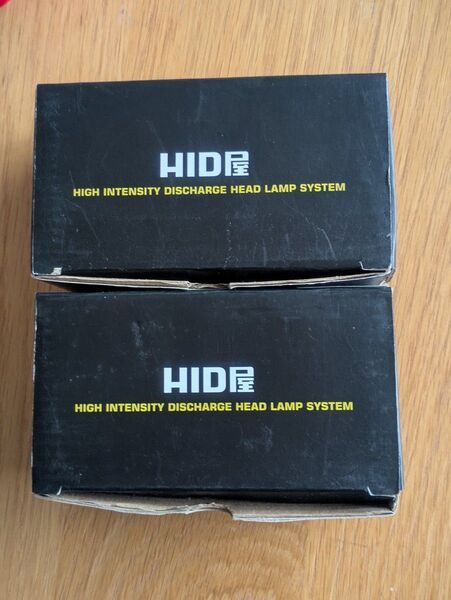 HID屋
HIGH INTENSITY DISCHARGE HEAD LAMP SYSTEM
HID屋
HIGH INTENSITY DISCHARGE HEAD LAMP SYSTEM